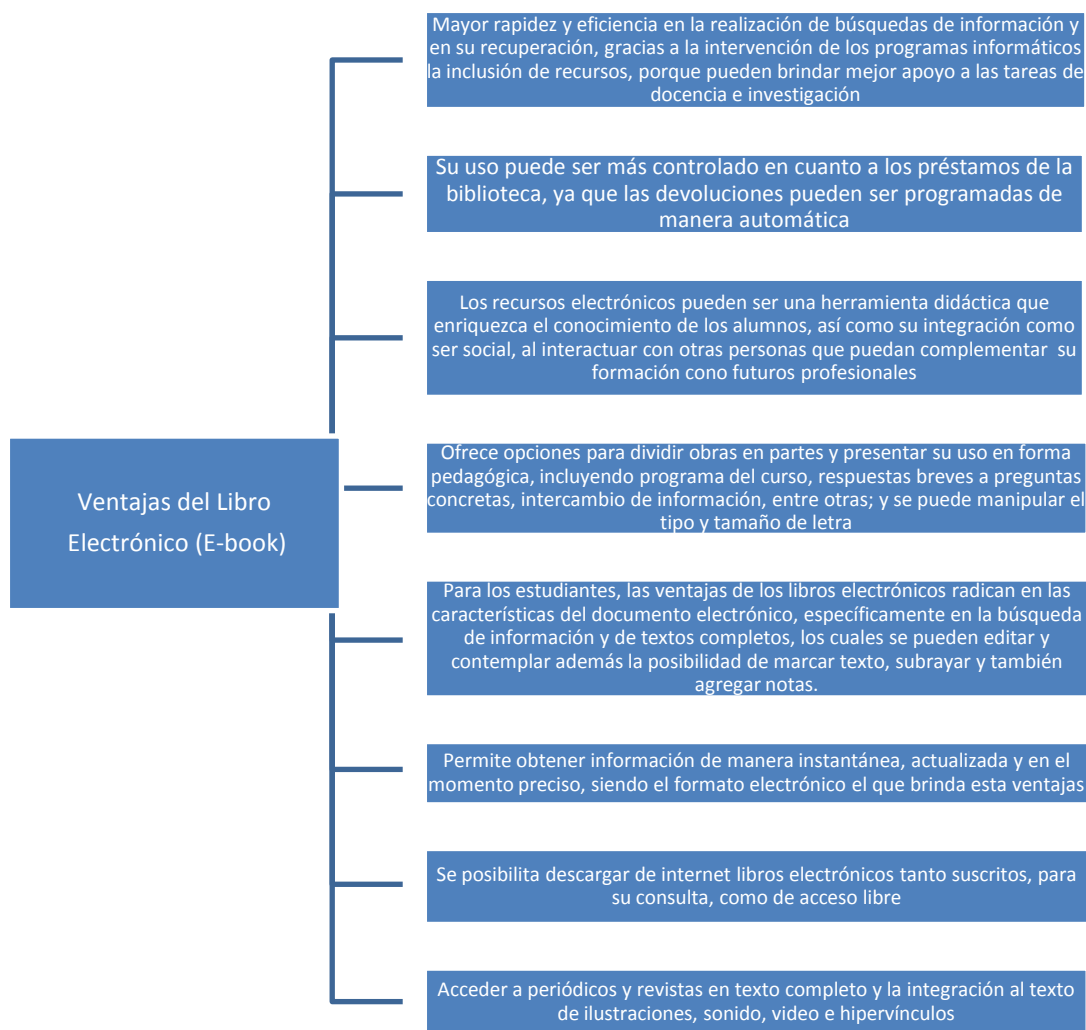 Mayor rapidez y eficiencia en la realización de búsquedas de información y
en su recuperación, gracias a la intervención de los programas informáticos
la inclusión de recursos, porque pueden brindar mejor apoyo a las tareas de
docencia e investigación
Su uso puede ser más controlado en cuanto a los préstamos de la
biblioteca, ya que las devoluciones pueden ser programadas de
manera automática
Los recursos electrónicos pueden ser una herramienta didáctica que
enriquezca el conocimiento de los alumnos, así como su integración como
ser social, al interactuar con otras personas que puedan complementar su
formación cono futuros profesionales
Ventajas del Libro
Electrónico (E-book)
Ofrece opciones para dividir obras en partes y presentar su uso en forma
pedagógica, incluyendo programa del curso, respuestas breves a preguntas
concretas, intercambio de información, entre otras; y se puede manipular el
tipo y tamaño de letra
Para los estudiantes, las ventajas de los libros electrónicos radican en las
características del documento electrónico, específicamente en la búsqueda
de información y de textos completos, los cuales se pueden editar y
contemplar además la posibilidad de marcar texto, subrayar y también
agregar notas.
Permite obtener información de manera instantánea, actualizada y en el
momento preciso, siendo el formato electrónico el que brinda esta ventajas
Se posibilita descargar de internet libros electrónicos tanto suscritos, para
su consulta, como de acceso libre
Acceder a periódicos y revistas en texto completo y la integración al texto
de ilustraciones, sonido, video e hipervínculos